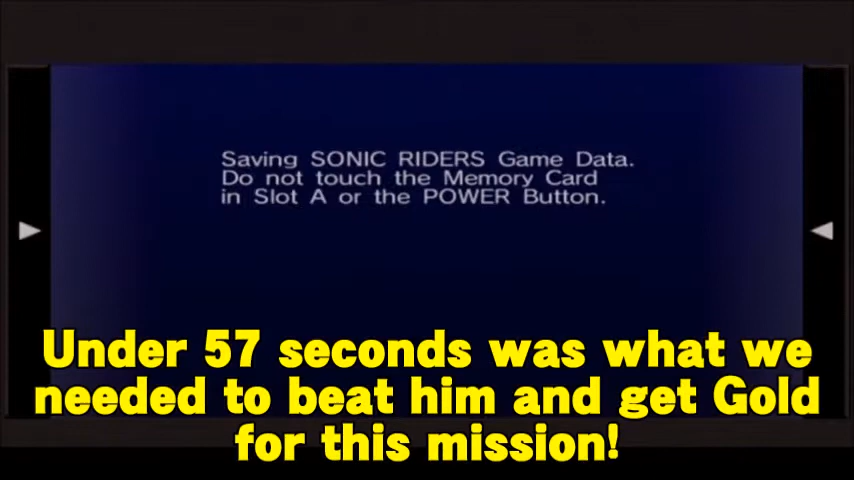 Saving SONIC RIDERS Game Data.
Do not touch the Memory Card
in Slot A or the POWER Button.
Under 57 seconds was what we
needed to beat him and get Gold
for this mission!